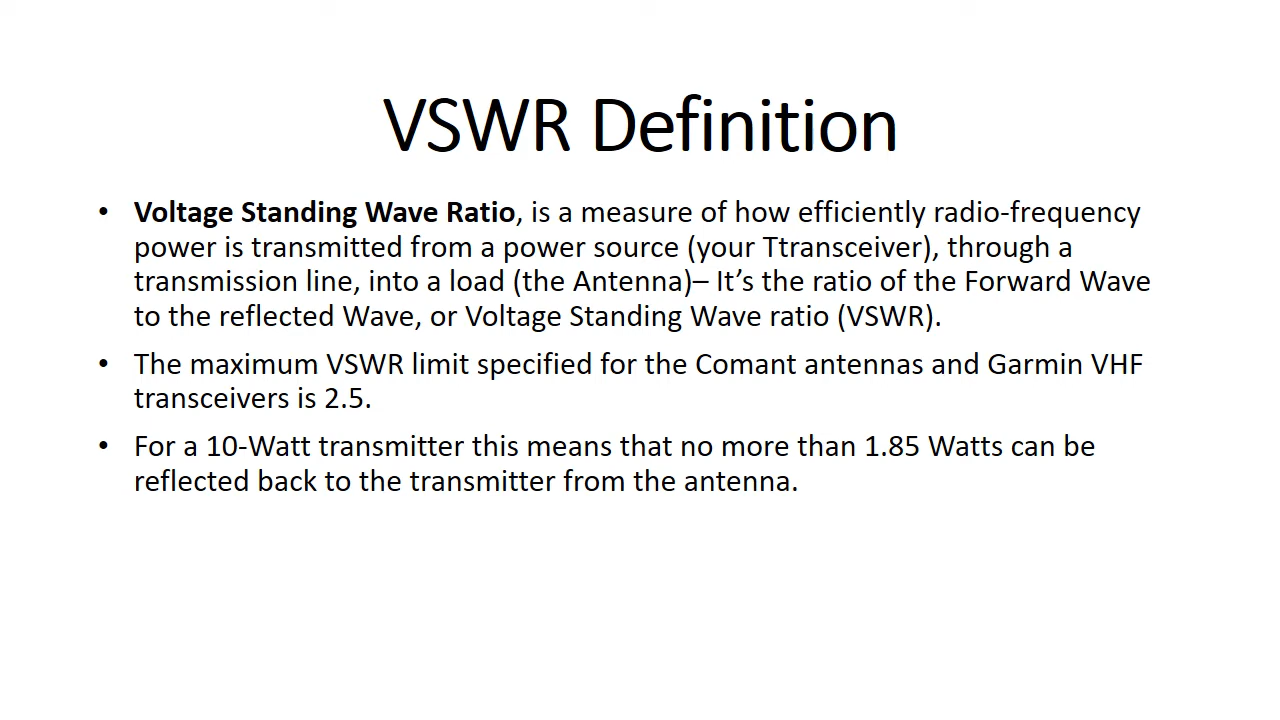 VSWR Definition
• Voltage Standing Wave Ratio, is a measure of how efficiently radio-frequency
power is transmitted from a power source (your Ttransceiver), through a
transmission line, into a load (the Antenna)– It’s the ratio of the Forward Wave
to the reflected Wave, or Voltage Standing Wave ratio (VSWR).
• The maximum VSWR limit specified for the Comant antennas and Garmin VHF
transceivers is 2.5.
• For a 10-Watt transmitter this means that no more than 1.85 Watts can be
reflected back to the transmitter from the antenna.